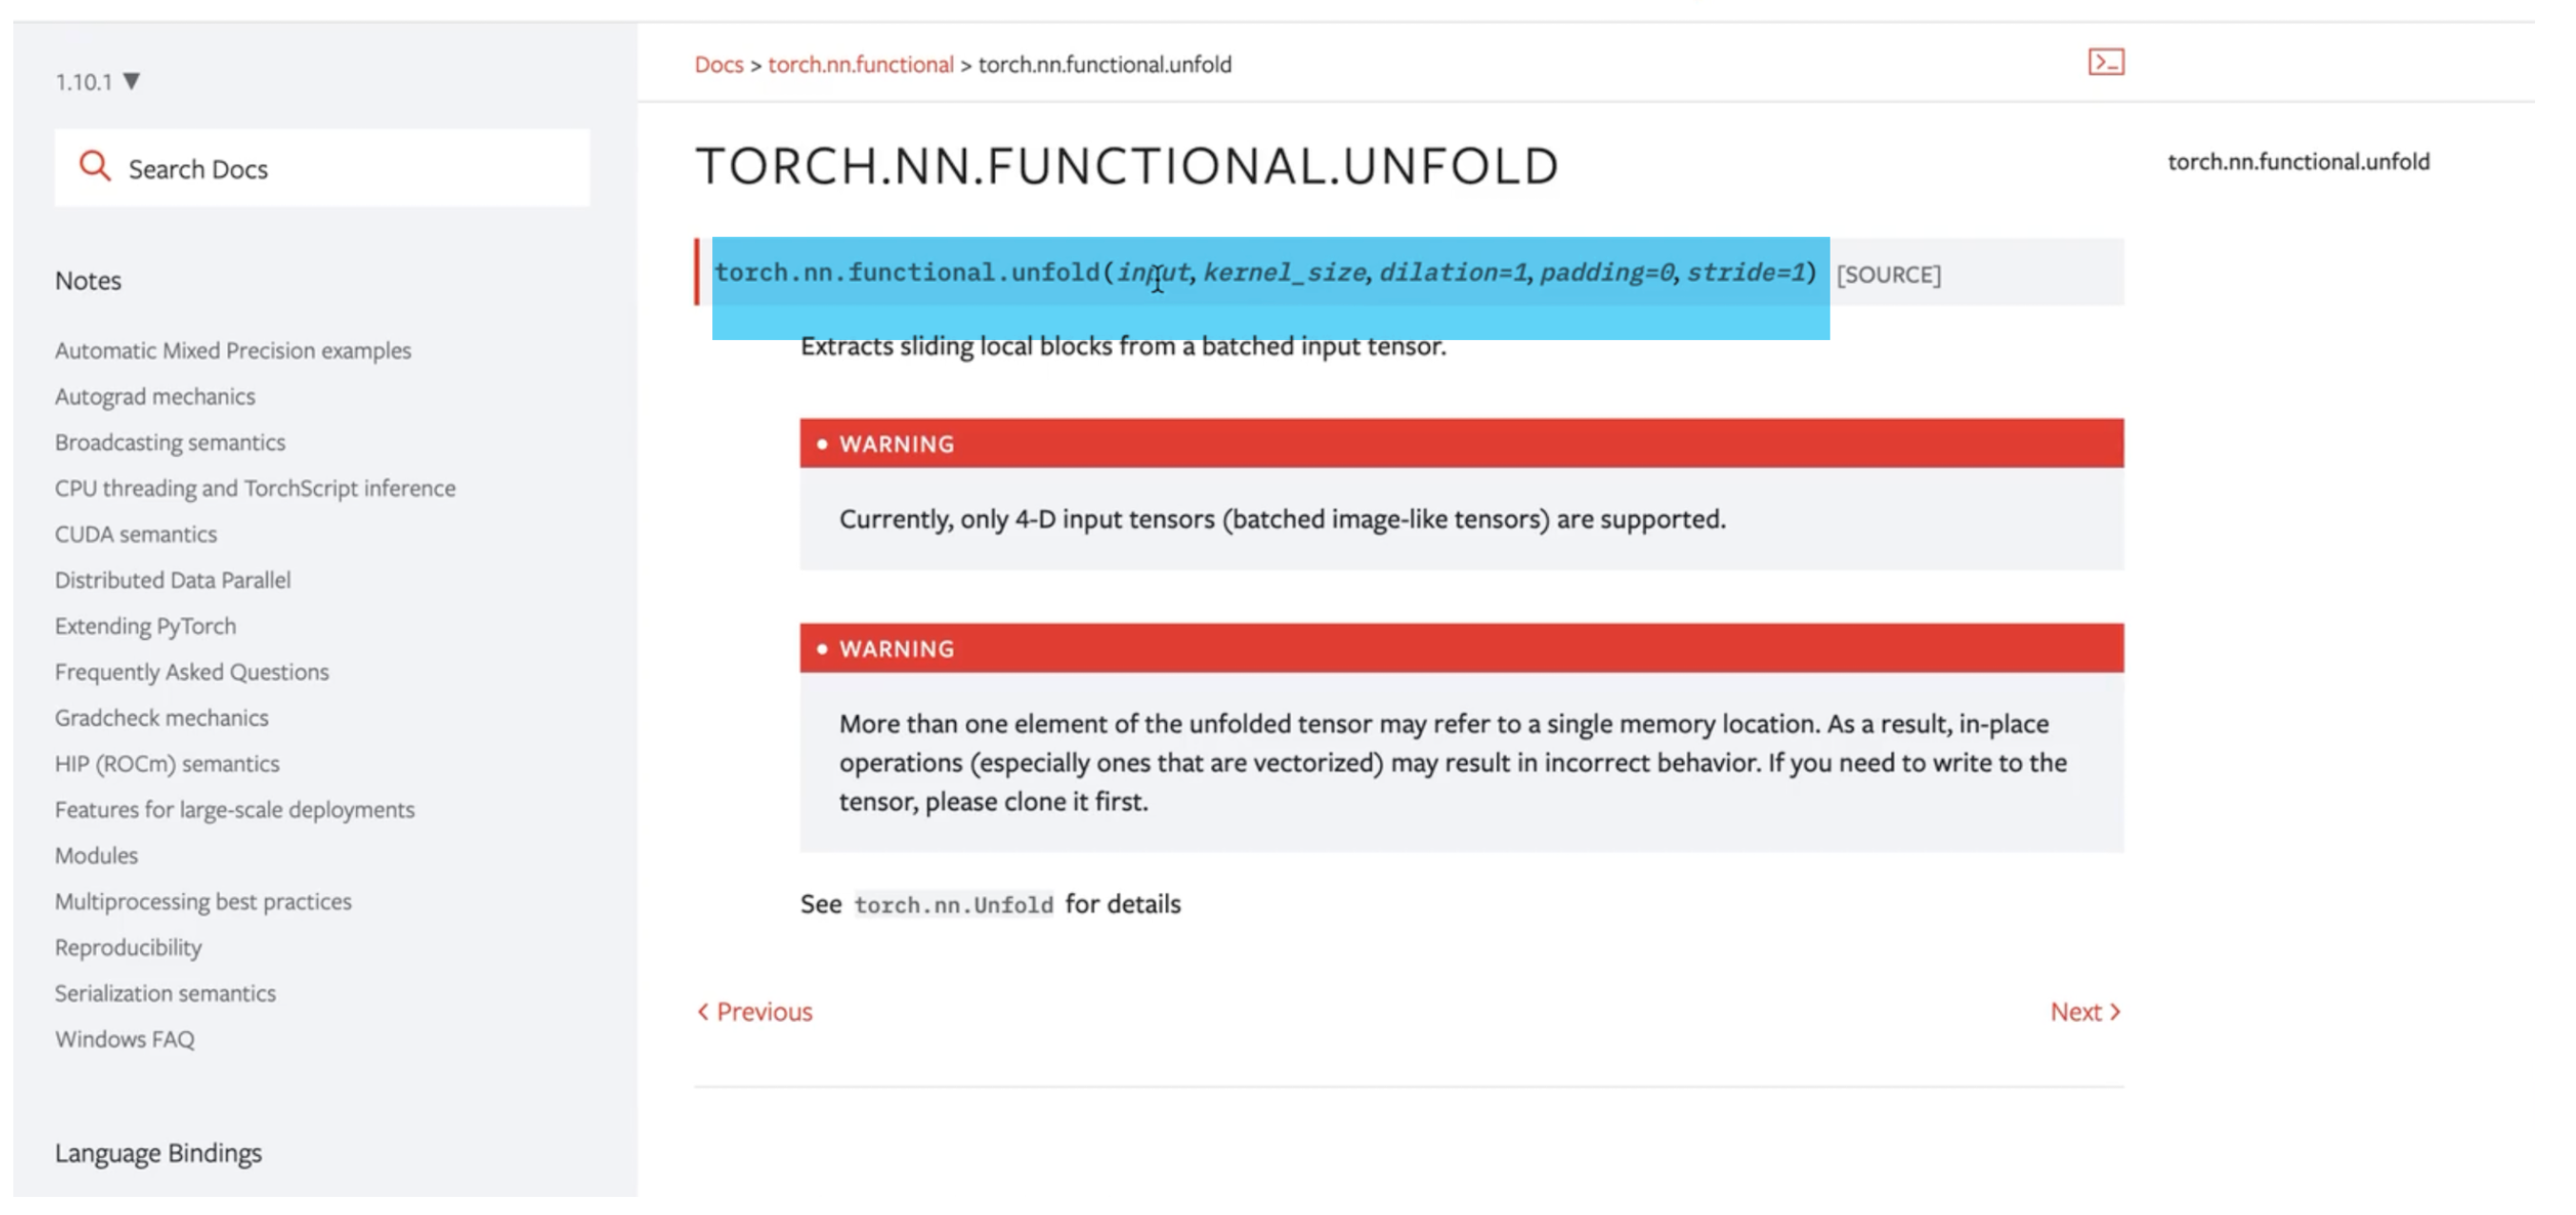 1.10.1 ▼
Search Docs
Notes
Automatic Mixed Precision examples
Autograd mechanics
Broadcasting semantics
CPU threading and TorchScript inference
CUDA semantics
Distributed Data Parallel
Extending PyTorch
Frequently Asked Questions
Gradcheck mechanics
HIP (ROCm) semantics
Features for large-scale deployments
Modules
Multiprocessing best practices
Reproducibility
Serialization semantics
Windows FAQ
Language Bindings
Docs > torch.nn.functional > torch.nn.functional.unfold
TORCH.NN.FUNCTIONAL.UNFOLD
torch.nn.functional.unfold(input, kernel_size, dilation=1, padding=0, stride=1) [SOURCE]
Extracts sliding local blocks from a batched input tensor.
• WARNING
Currently, only 4-D input tensors (batched image-like tensors) are supported.
• WARNING
More than one element of the unfolded tensor may refer to a single memory location. As a result, in-place
operations (especially ones that are vectorized) may result in incorrect behavior. If you need to write to the
tensor, please clone it first.
See torch.nn.Unfold for details
< Previous
Next >
torch.nn.functional.unfold